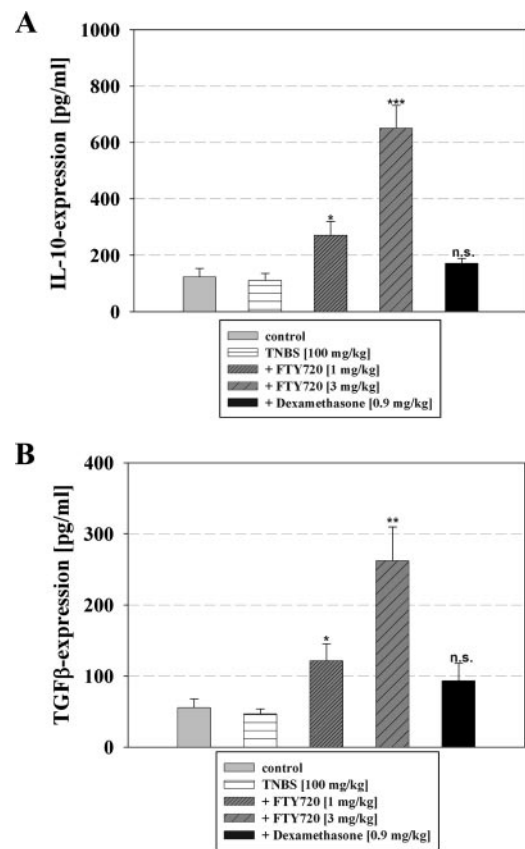 A
IL-10-expression [pg/ml]
1000
800
600
400
200
0
*
***
n.s.
control
TNBS [100 mg/kg]
+ FTY720 [1 mg/kg]
+ FTY720 [3 mg/kg]
+ Dexamethasone [0.9 mg/kg]
B
TGFβ-expression [pg/ml]
400
300
200
100
0
*
**
n.s.
control
TNBS [100 mg/kg]
+ FTY720 [1 mg/kg]
+ FTY720 [3 mg/kg]
+ Dexamethasone [0.9 mg/kg]